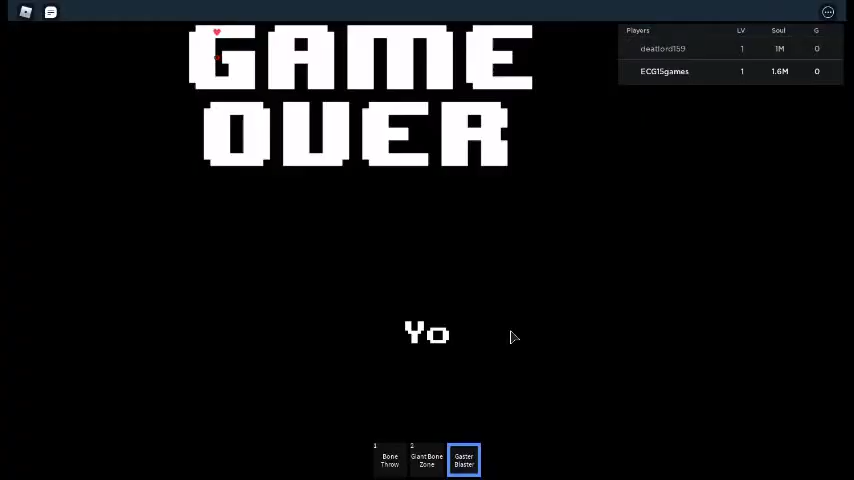 GAME
OVER
Players LV Soul G
deatford159 1 1M 0
ECG15games 1 1.6M 0
Yo
1 Bone Throw
2 Giant Bone Zone
Gaster Blaster